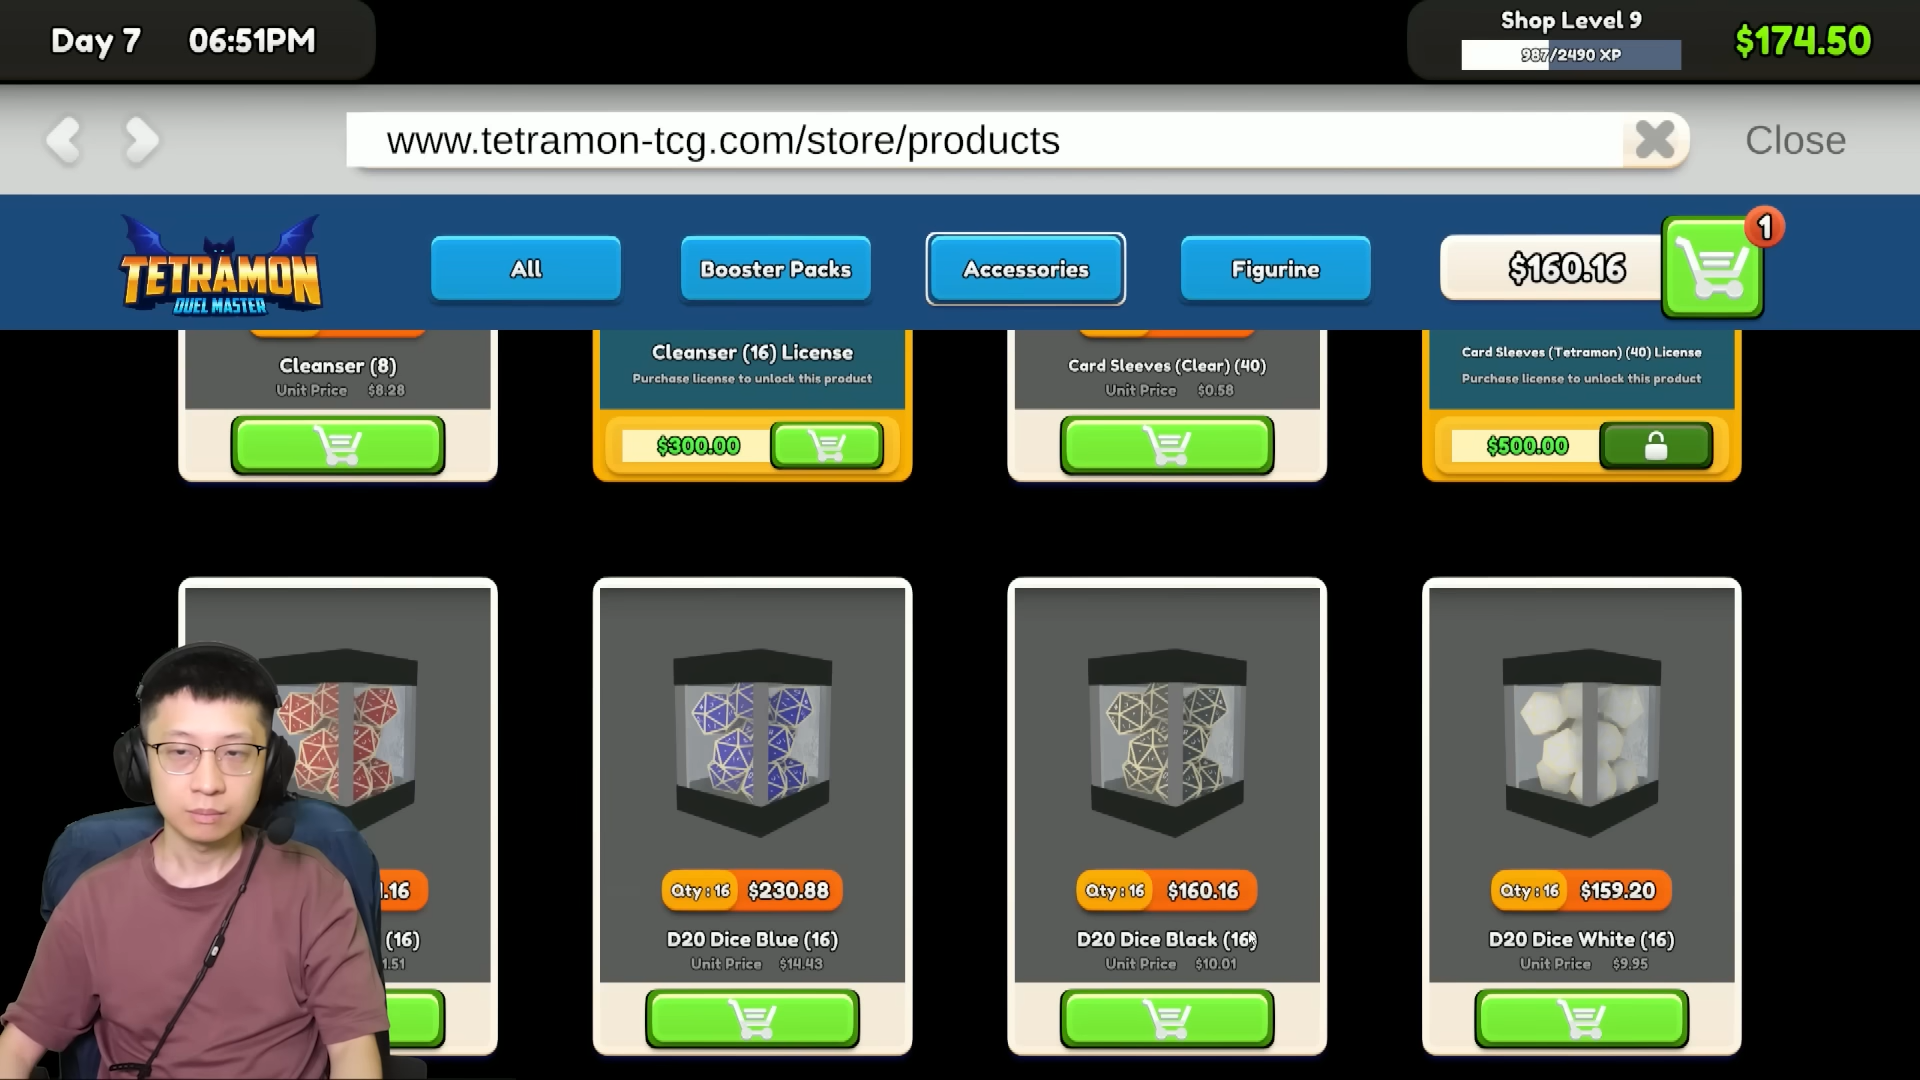 Day 7 06:51PM
Shop Level 9
987/2490 XP
$174.50
www.tetramon-tcg.com/store/products
Close
TETRAMON
DUEL MASTER
All
Booster Packs
Accessories
Figurine
$160.16
1
Cleanser (8)
Unit Price $8.28
Cleanser (16) License
Purchase license to unlock this product
$300.00
Card Sleeves (Clear) (40)
Unit Price $0.58
Card Sleeves (Tetramon) (40) License
Purchase license to unlock this product
$500.00
.16
(16)
1.51
Qty : 16 $230.88
D20 Dice Blue (16)
Unit Price $14.43
Qty : 16 $160.16
D20 Dice Black (16)
Unit Price $10.01
Qty : 16 $159.20
D20 Dice White (16)
Unit Price $9.95